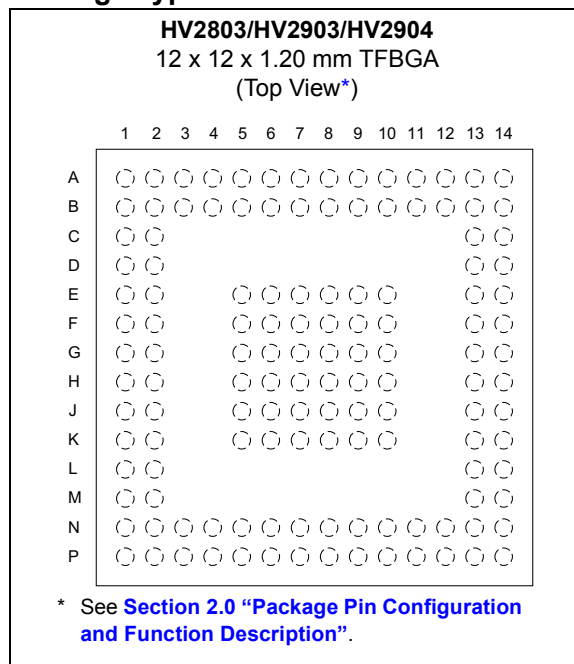 HV2803/HV2903/HV2904
12 x 12 x 1.20 mm TFBGA
(Top View*)
1 2 3 4 5 6 7 8 9 10 11 12 13 14
A
B
C
D
E
F
G
H
J
K
L
M
N
P
* See Section 2.0 “Package Pin Configuration
and Function Description”.